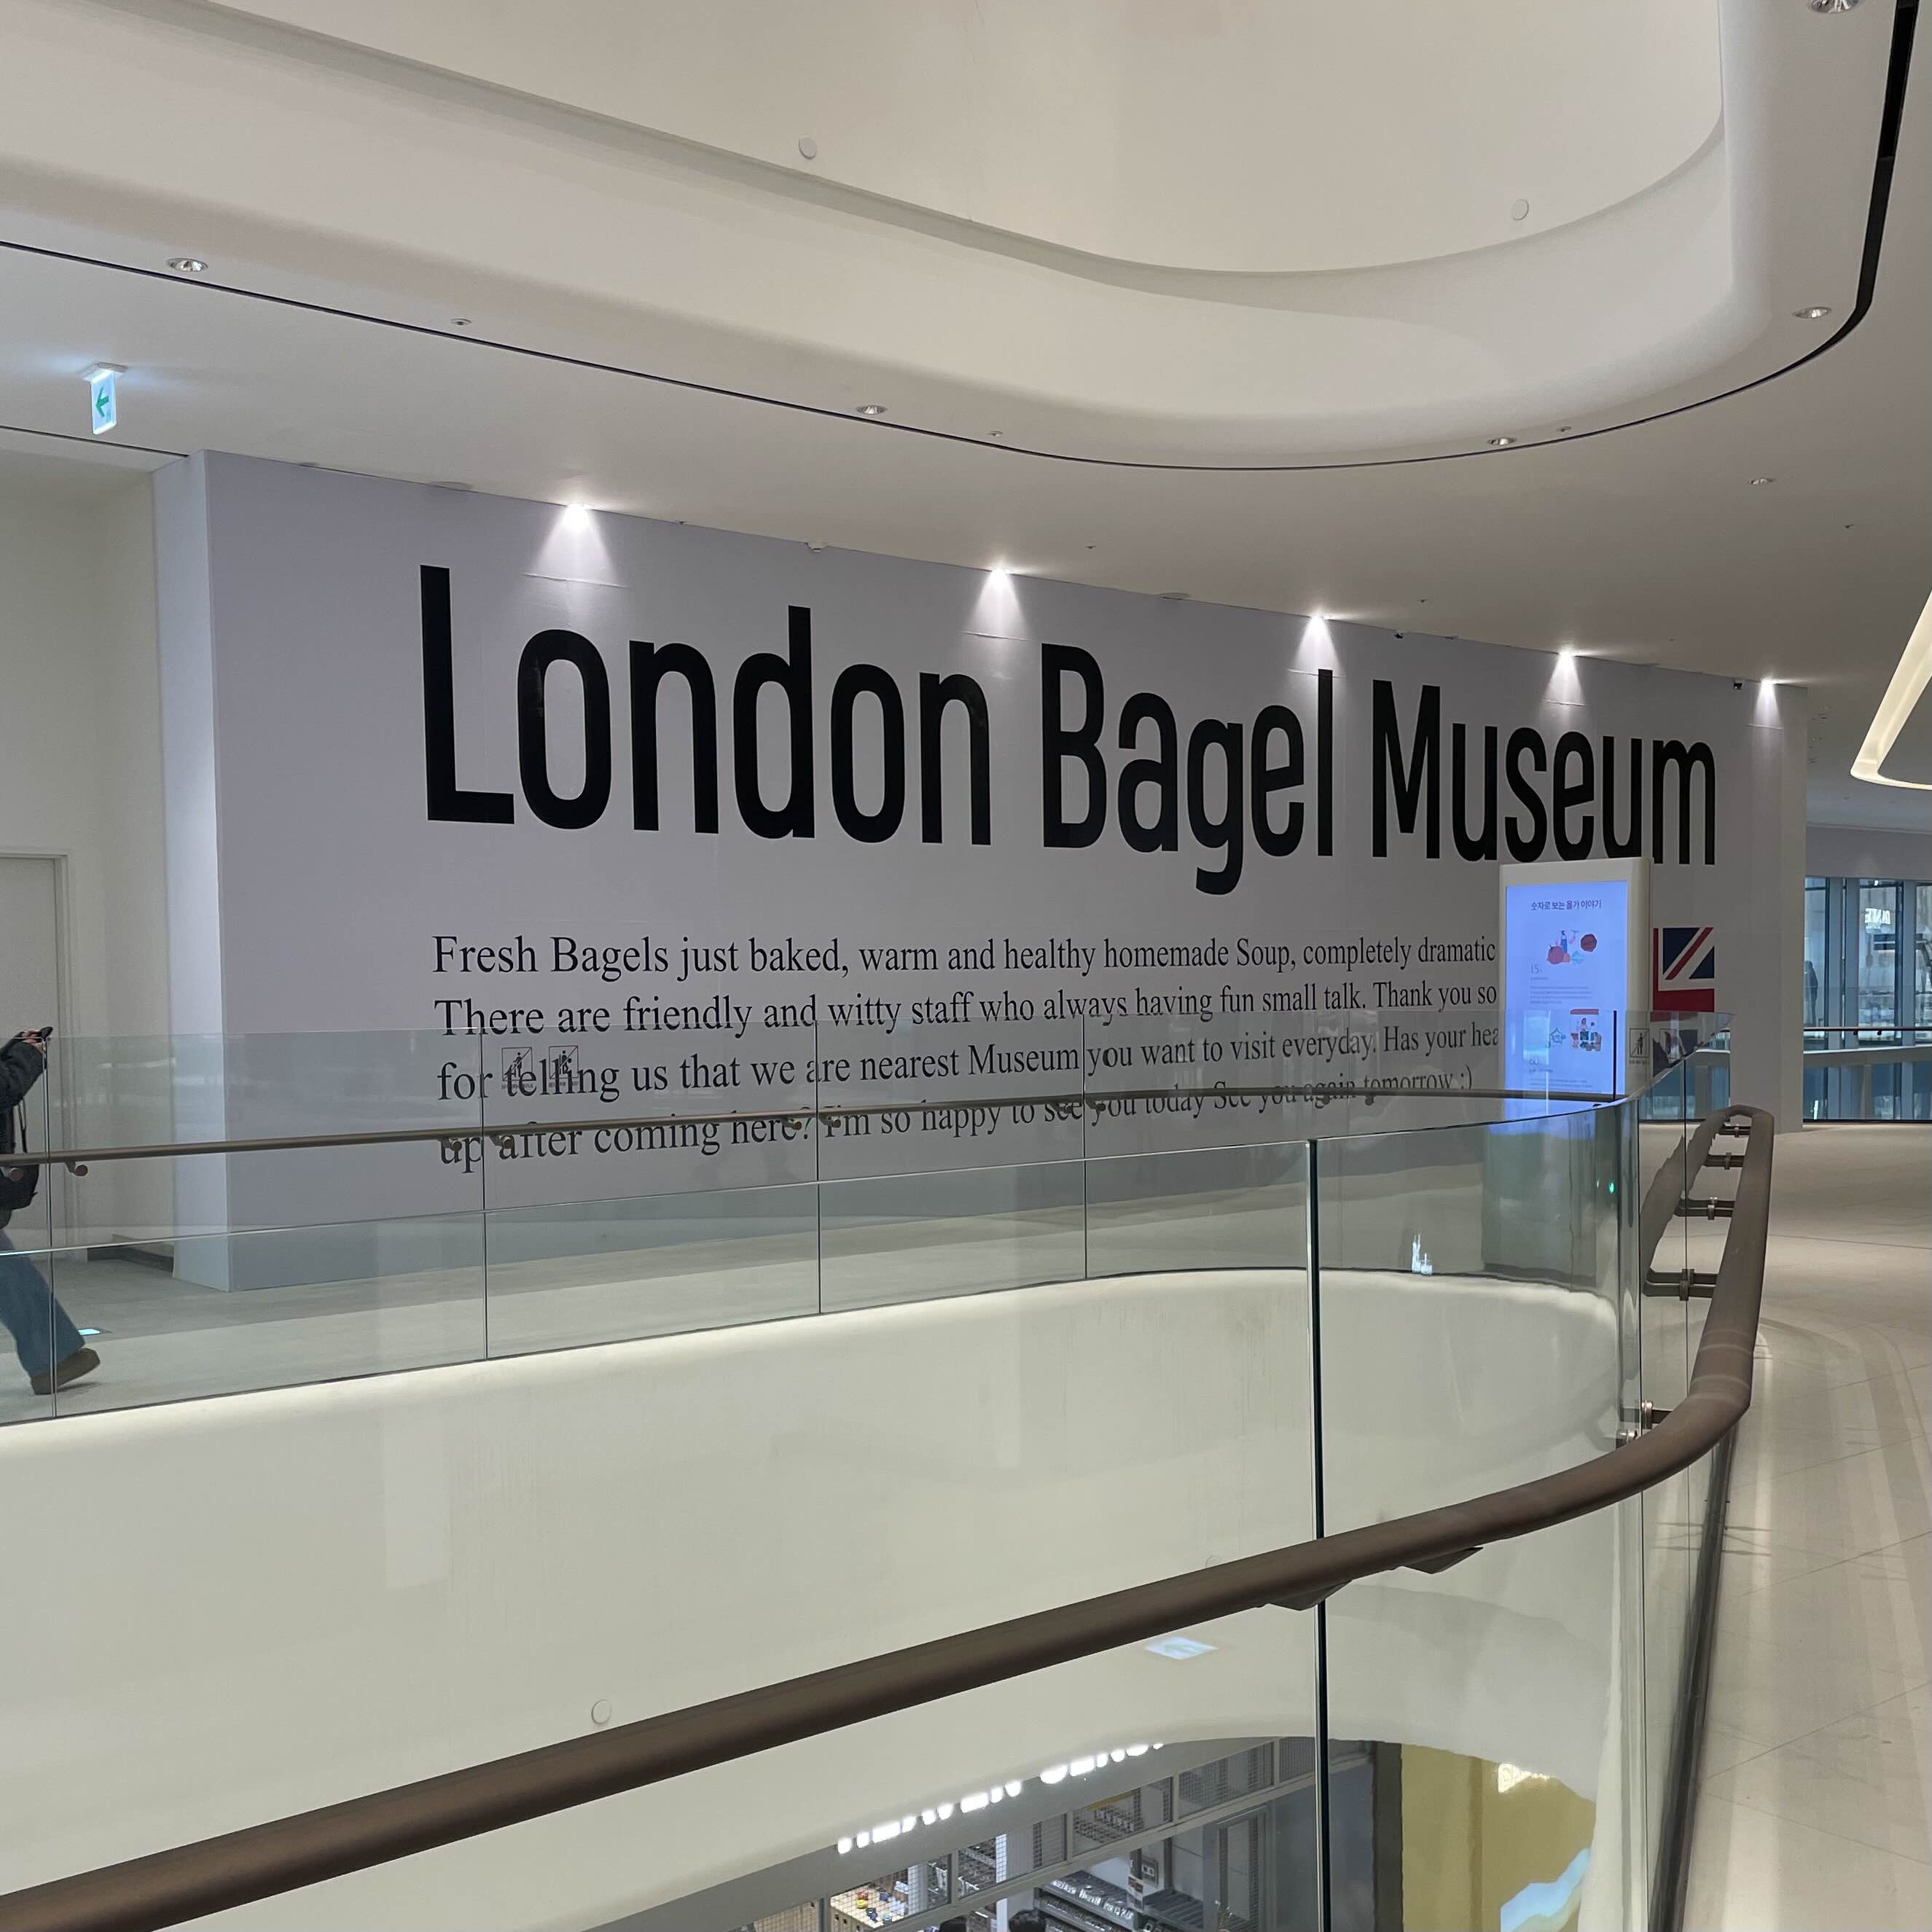 London Bagel Museum
Fresh Bagels just baked, warm and healthy homemade Soup, completely dramatic
There are friendly and witty staff who always having fun small talk. Thank you so
for telling us that we are nearest Museum you want to visit everyday. Has your hea
up after coming here? I'm so happy to see you today See you again tomorrow :)
숫자로 보는 물가 이야기
15